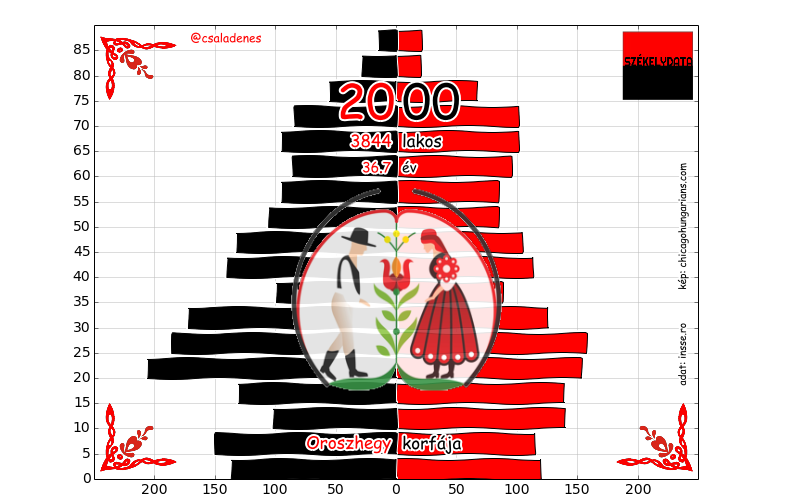 @csaladenes
SZÉKELYDATA
2000
3844 lakos
36.7 év
kép: chicagohungarians.com
adat: insse.ro
Oroszhegy korfája
85
80
75
70
65
60
55
50
45
40
35
30
25
20
15
10
5
0
200 150 100 50 0 50 100 150 200